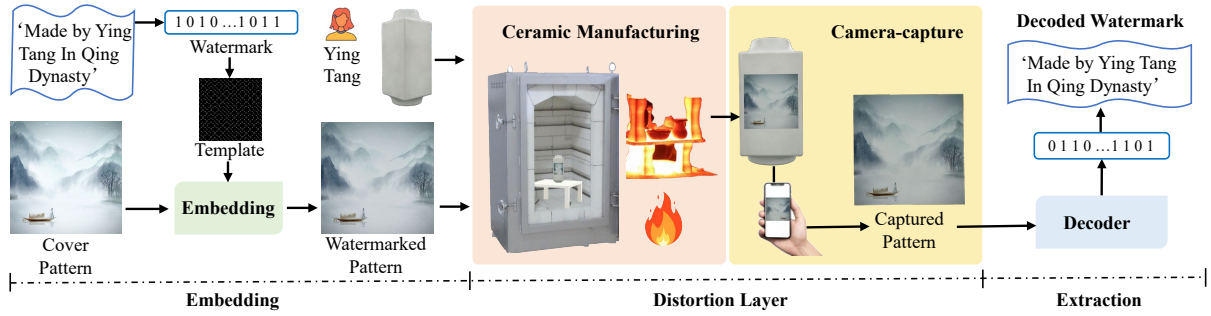 ‘Made by Ying
Tang In Qing
Dynasty’
1 0 1 0 …1 0 1 1
Watermark
Template
Cover
Pattern
Embedding
Watermarked
Pattern
Ying
Tang
Ceramic Manufacturing
Camera-capture
Captured
Pattern
Decoded Watermark
‘Made by Ying Tang
In Qing Dynasty’
0 1 1 0 …1 1 0 1
Decoder
Embedding
Distortion Layer
Extraction